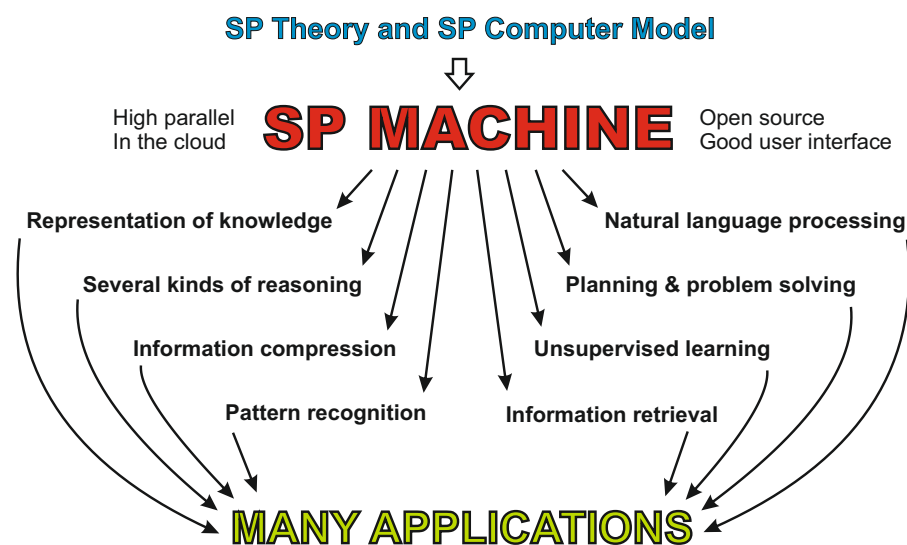 SP Theory and SP Computer Model
High parallel
In the cloud
SP MACHINE
Open source
Good user interface
Representation of knowledge
Natural language processing
Several kinds of reasoning
Planning & problem solving
Information compression
Unsupervised learning
Pattern recognition
Information retrieval
MANY APPLICATIONS